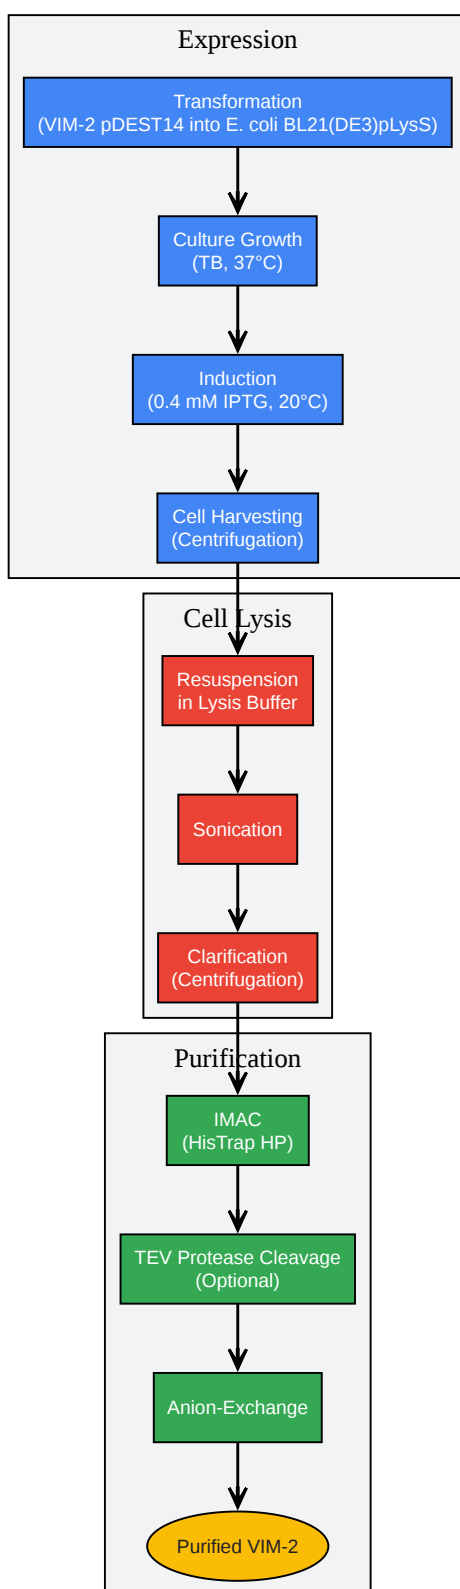 Expression
Transformation
(VIM-2 pDEST14 into E. coli BL21(DE3)pLysS)
Culture Growth
(TB, 37°C)
Induction
(0.4 mM IPTG, 20°C)
Cell Harvesting
(Centrifugation)
Cell Lysis
Resuspension
in Lysis Buffer
Sonication
Clarification
(Centrifugation)
Purification
IMAC
(HisTrap HP)
TEV Protease Cleavage
(Optional)
Anion-Exchange
Purified VIM-2